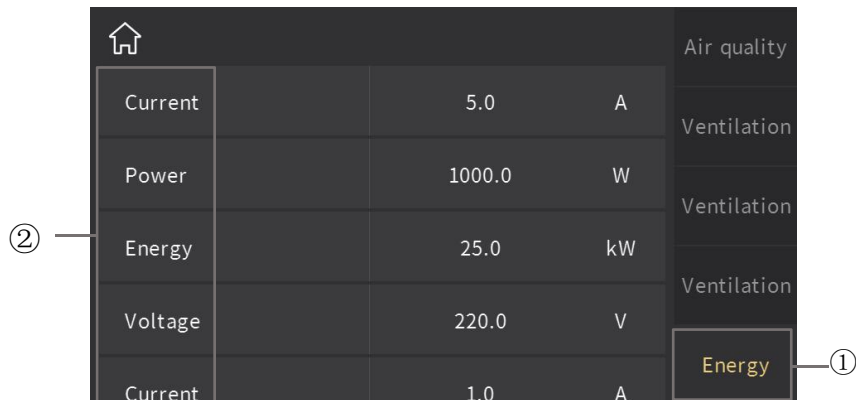 Air quality
Current 5.0 A
Ventilation
Power 1000.0 W
Ventilation
② Energy 25.0 kW
Ventilation
Voltage 220.0 V
Energy ①
Current 1.0 A